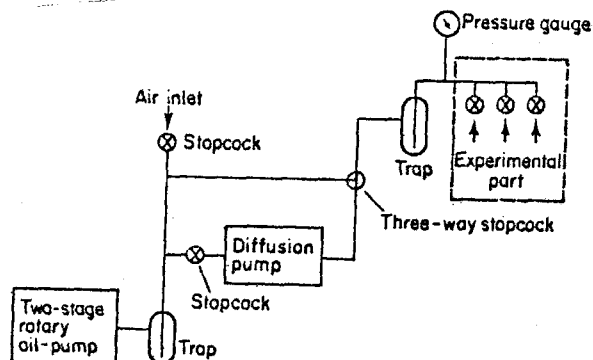 Pressure gauge
Air inlet
Stopcock
Trap
Experimental
part
Three-way stopcock
Diffusion
pump
Stopcock
Two-stage
rotary
oil-pump
Trap